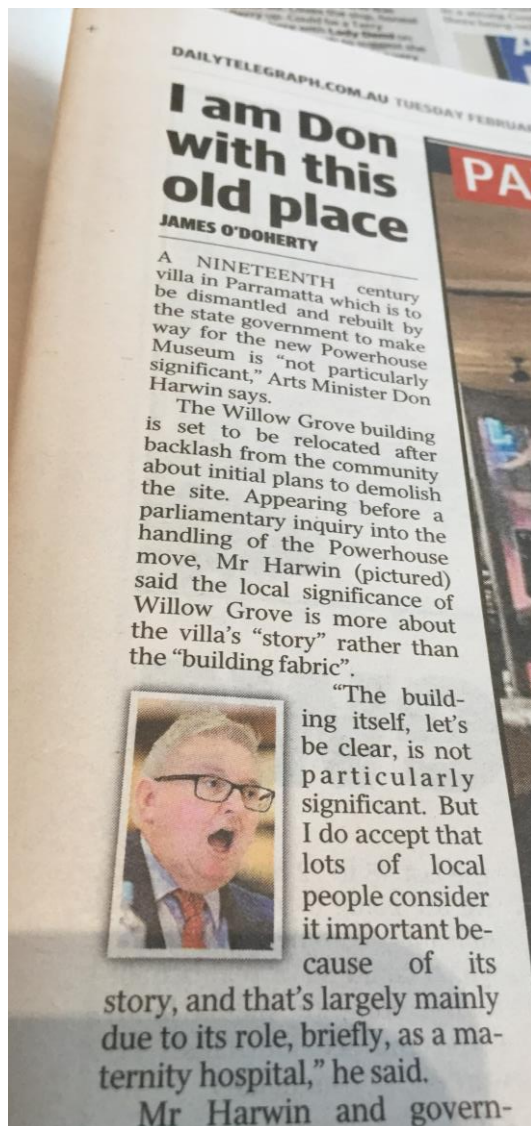 DAILYTELEGRAPH.COM.AU TUESDAY
PA
I am Don
with this
old place
JAMES O'DOHERTY
A NINETEENTH century
villa in Parramatta which is to
be dismantled and rebuilt by
the state government to make
way for the new Powerhouse
Museum is "not particularly
significant," Arts Minister Don
Harwin says.
The Willow Grove building
is set to be relocated after
backlash from the community
about initial plans to demolish
the site. Appearing before a
parliamentary inquiry into the
handling of the Powerhouse
move, Mr Harwin (pictured)
said the local significance of
Willow Grove is more about
the villa's "story" rather than
the "building fabric".
"The build-
ing itself, let's
be clear, is not
particularly
significant. But
I do accept that
lots of local
people consider
it important be-
cause of its
story, and that's largely mainly
due to its role, briefly, as a ma-
ternity hospital," he said.
Mr Harwin and govern-